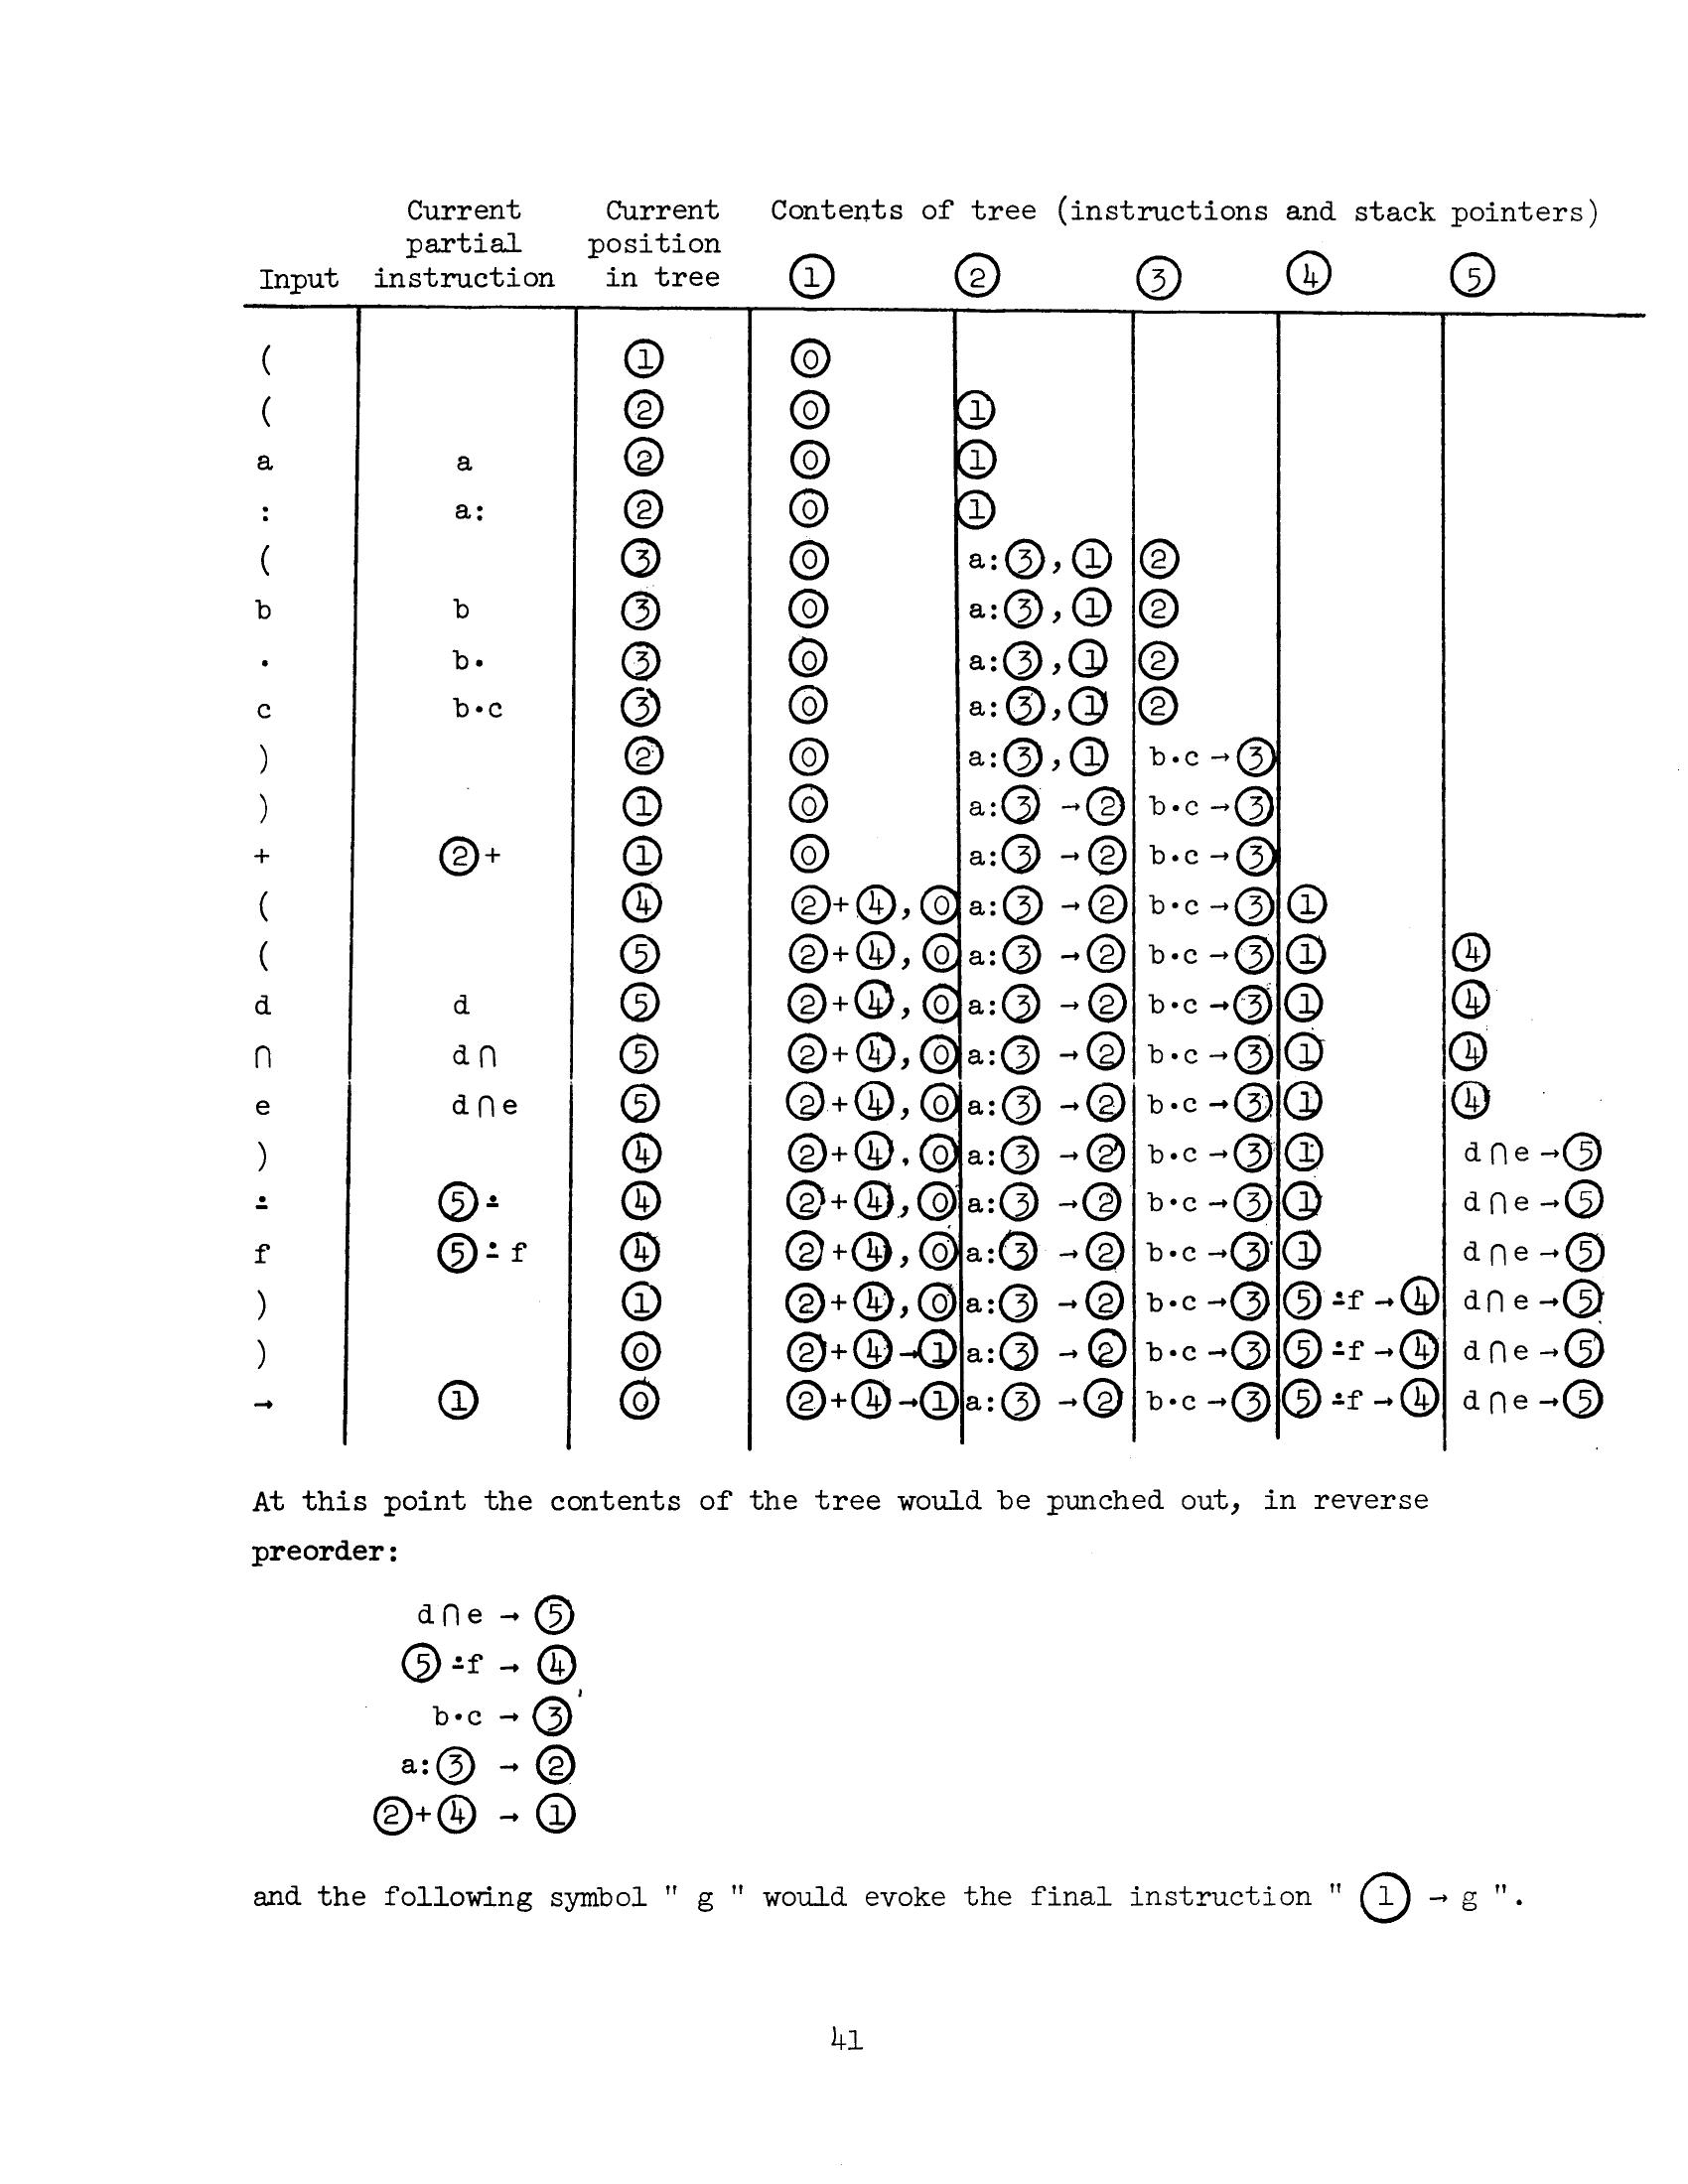 Current Current Contents of tree (instructions and stack pointers)
partial position
Input instruction in tree ① ② ③ ④ ⑤
( ① ⓪
( ② ⓪ ①
a a ② ⓪ ①
: a: ② ⓪ ①
( ③ ⓪ a:③,① ②
b b ③ ⓪ a:③,① ②
. b. ③ ⓪ a:③,① ②
c b·c ③ ⓪ a:③,① ②
) ② ⓪ a:③,① b·c→③
) ① ⓪ a:③ →② b·c→③
+ ②+ ① ⓪ a:③ →② b·c→③
( ④ ②+④,⓪ a:③ →② b·c→③ ①
( ⑤ ②+④,⓪ a:③ →② b·c→③ ① ④
d d ⑤ ②+④,⓪ a:③ →② b·c→③ ① ④
∩ d∩ ⑤ ②+④,⓪ a:③ →② b·c→③ ① ④
e d∩e ⑤ ②+④,⓪ a:③ →② b·c→③ ① ④
) ④ ②+④.⓪ a:③ →② b·c→③ ① d∩e→⑤
∸ ⑤∸ ④ ②+④,⓪ a:③ →② b·c→③ ① d∩e→⑤
f ⑤∸f ④ ②+④,⓪ a:③ →② b·c→③ ① d∩e→⑤
) ① ②+④,⓪ a:③ →② b·c→③ ⑤∸f→④ d∩e→⑤
) ⓪ ②+④→① a:③ →② b·c→③ ⑤∸f→④ d∩e→⑤
→ ① ⓪ ②+④→① a:③ →② b·c→③ ⑤∸f→④ d∩e→⑤
At this point the contents of the tree would be punched out, in reverse
preorder:
d∩e → ⑤
⑤∸f → ④
b·c → ③
a:③ → ②
②+④ → ①
and the following symbol " g " would evoke the final instruction " ① → g ".
41